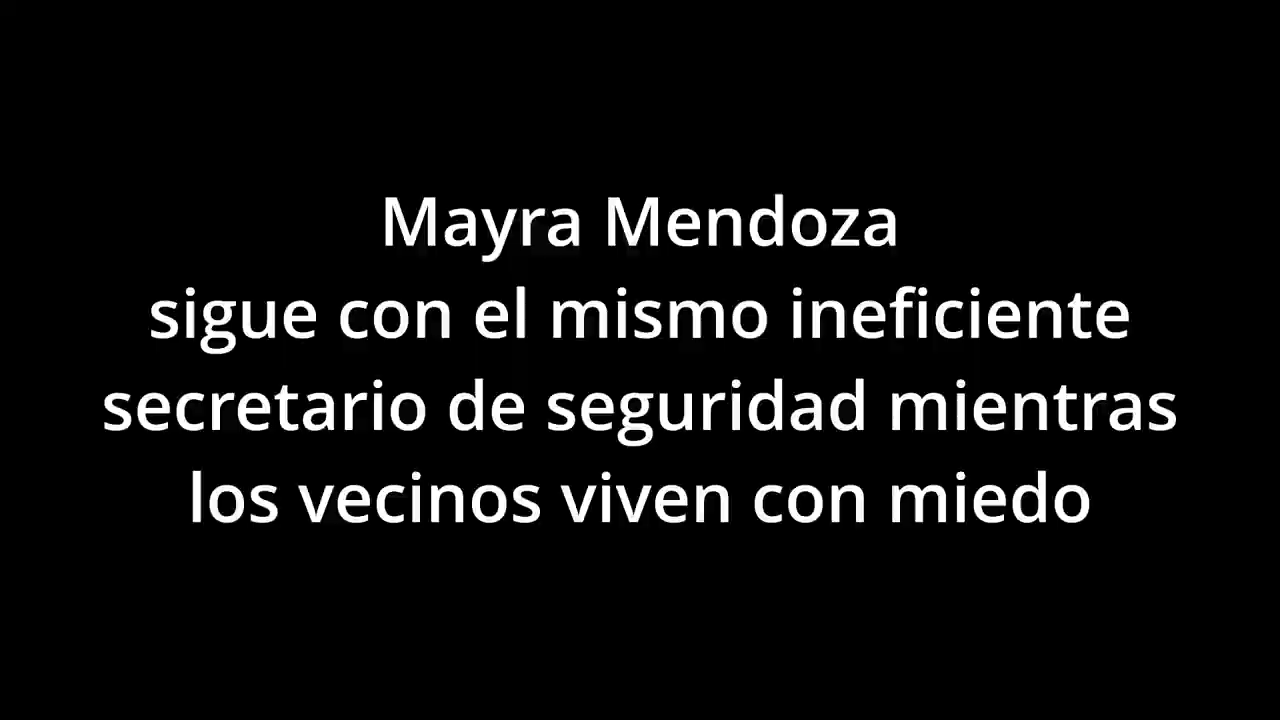 Mayra Mendoza
sigue con el mismo ineficiente
secretario de seguridad mientras
los vecinos viven con miedo